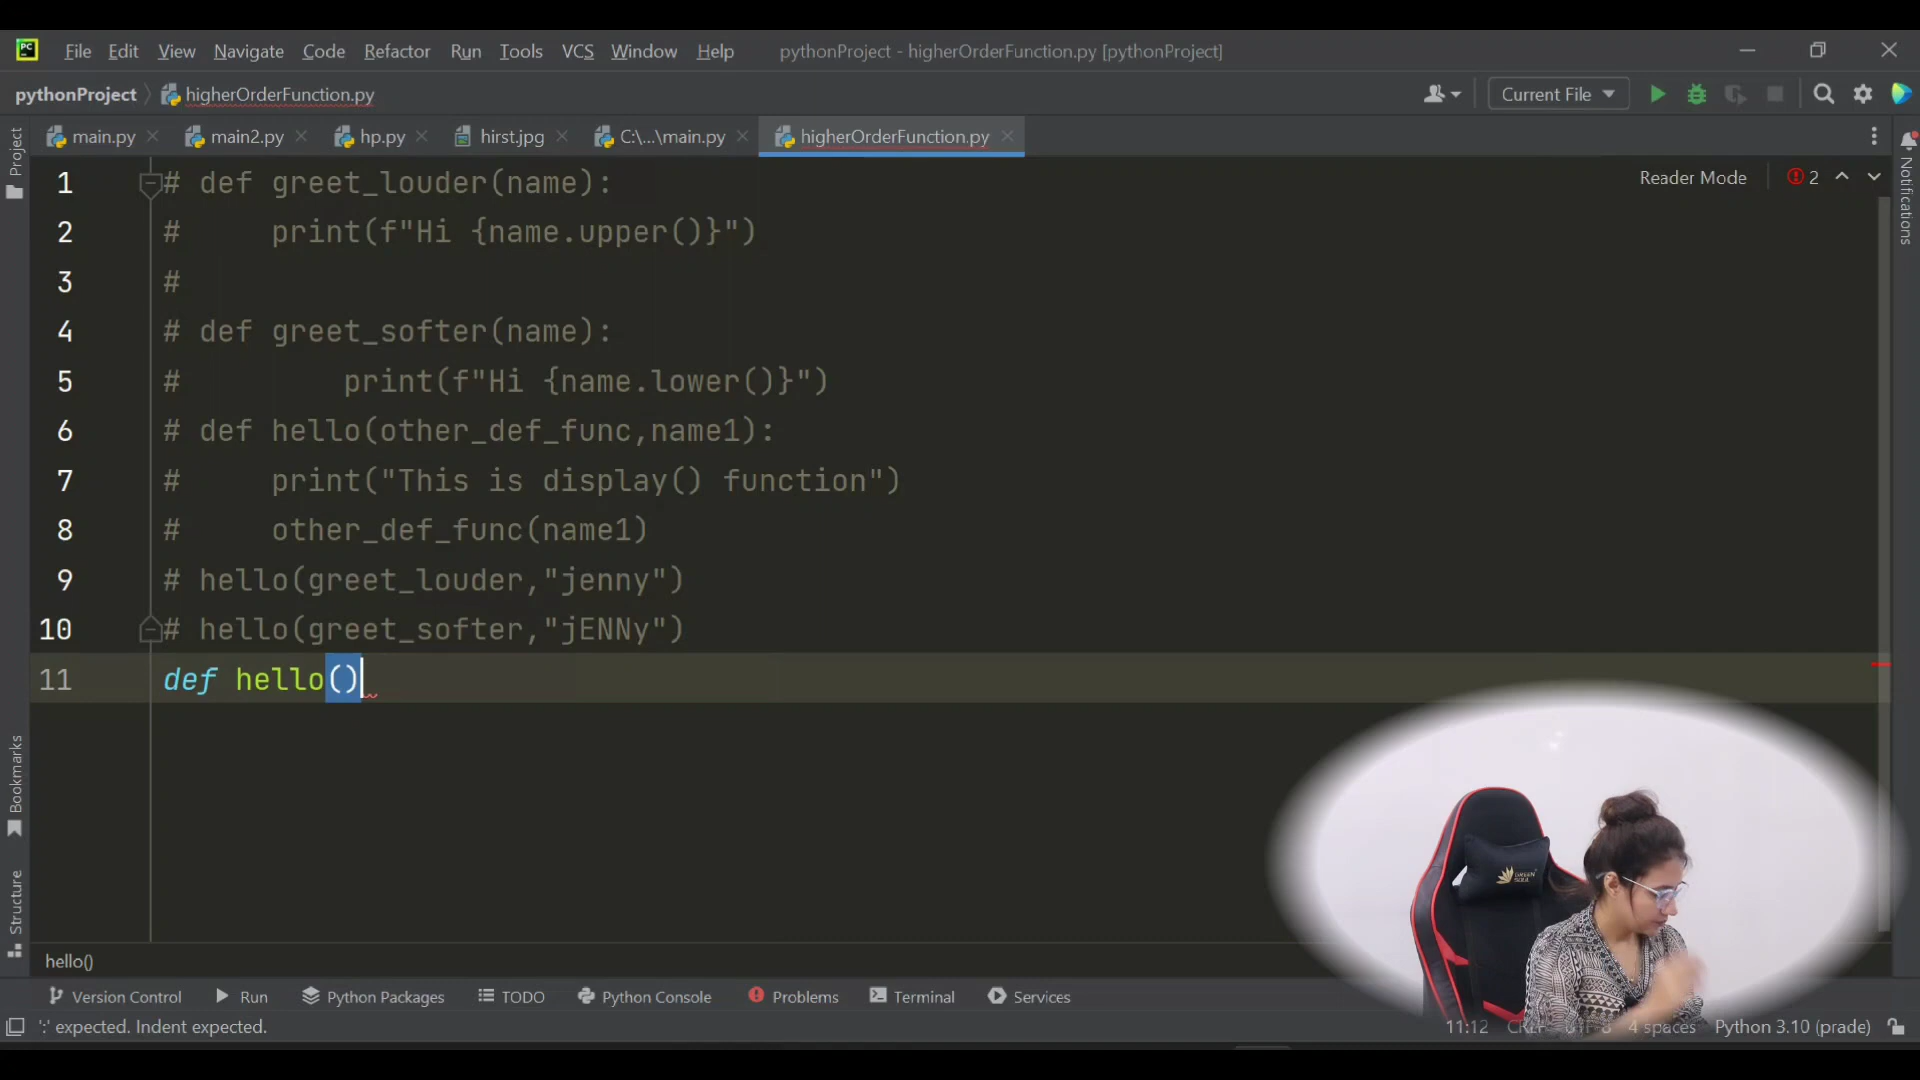 PC File Edit View Navigate Code Refactor Run Tools VCS Window Help pythonProject - higherOrderFunction.py [pythonProject]
pythonProject higherOrderFunction.py Current File
main.py main2.py hp.py hirst.jpg C:\...\main.py higherOrderFunction.py
Project
Notifications
Reader Mode 2
1 # def greet_louder(name):
2 #     print(f"Hi {name.upper()}")
3 #
4 # def greet_softer(name):
5 #         print(f"Hi {name.lower()}")
6 # def hello(other_def_func,name1):
7 #     print("This is display() function")
8 #     other_def_func(name1)
9 # hello(greet_louder,"jenny")
10 # hello(greet_softer,"jENNy")
11 def hello()
Bookmarks
Structure
GREEN SOUL
hello()
Version Control Run Python Packages TODO Python Console Problems Terminal Services
':' expected. Indent expected. 11:12 CRLF UTF-8 4 spaces Python 3.10 (prade)